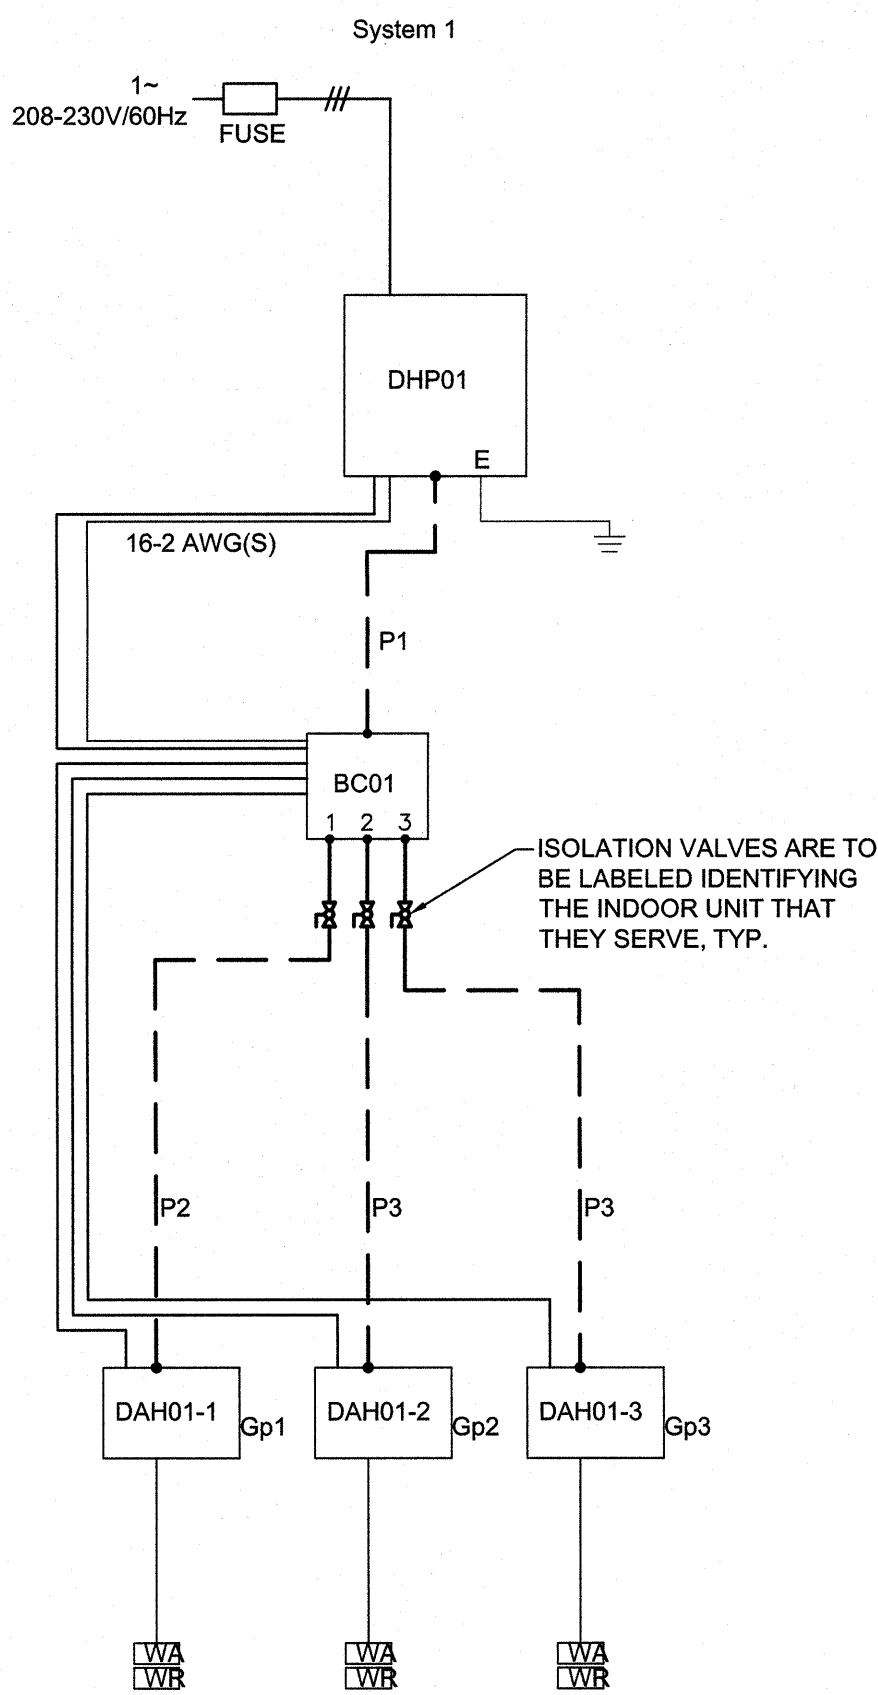 System 1
1~
208-230V/60Hz
FUSE
DHP01
E
16-2 AWG(S)
P1
BC01
1 2 3
ISOLATION VALVES ARE TO
BE LABELED IDENTIFYING
THE INDOOR UNIT THAT
THEY SERVE, TYP.
P2 P3 P3
DAH01-1 Gp1 DAH01-2 Gp2 DAH01-3 Gp3
WA WA WA
WR WR WR